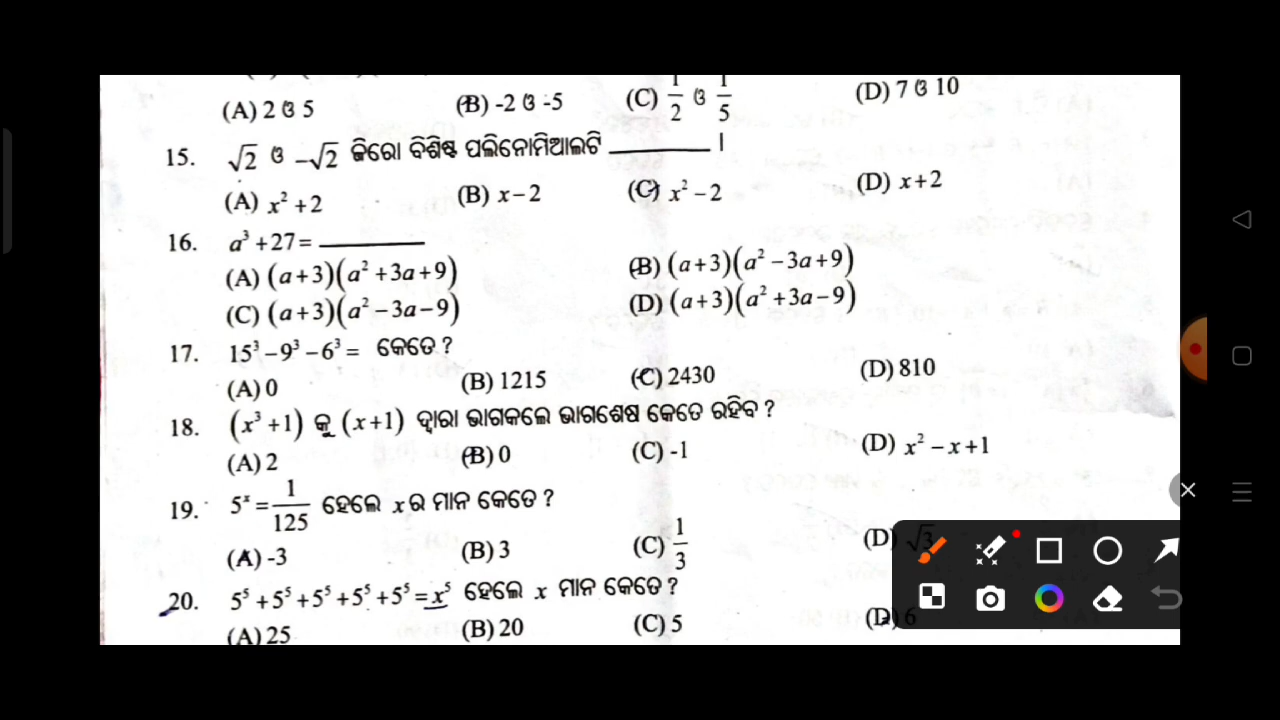 (A) 2 ଓ 5 (B) -2 ଓ -5 (C) 1/2 ଓ 1/5 (D) 7 ଓ 10
15. √2 ଓ -√2 ଜିରୋ ବିଶିଷ୍ଟ ପଲିନୋମିଆଲଟି ________ ।
(A) x² + 2 (B) x - 2 (C) x² - 2 (D) x + 2
16. a³ + 27 = ________
(A) (a+3)(a² + 3a + 9) (B) (a+3)(a² - 3a + 9)
(C) (a+3)(a² - 3a - 9) (D) (a+3)(a² + 3a - 9)
17. 15³ - 9³ - 6³ = କେତେ ?
(A) 0 (B) 1215 (C) 2430 (D) 810
18. (x³ + 1) କୁ (x + 1) ଦ୍ୱାରା ଭାଗକଲେ ଭାଗଶେଷ କେତେ ରହିବ ?
(A) 2 (B) 0 (C) -1 (D) x² - x + 1
19. 5ˣ = 1/125 ହେଲେ x ର ମାନ କେତେ ?
(A) -3 (B) 3 (C) 1/3 (D) √3
20. 5⁵ + 5⁵ + 5⁵ + 5⁵ + 5⁵ = x⁵ ହେଲେ x ମାନ କେତେ ?
(A) 25 (B) 20 (C) 5 (D) 6